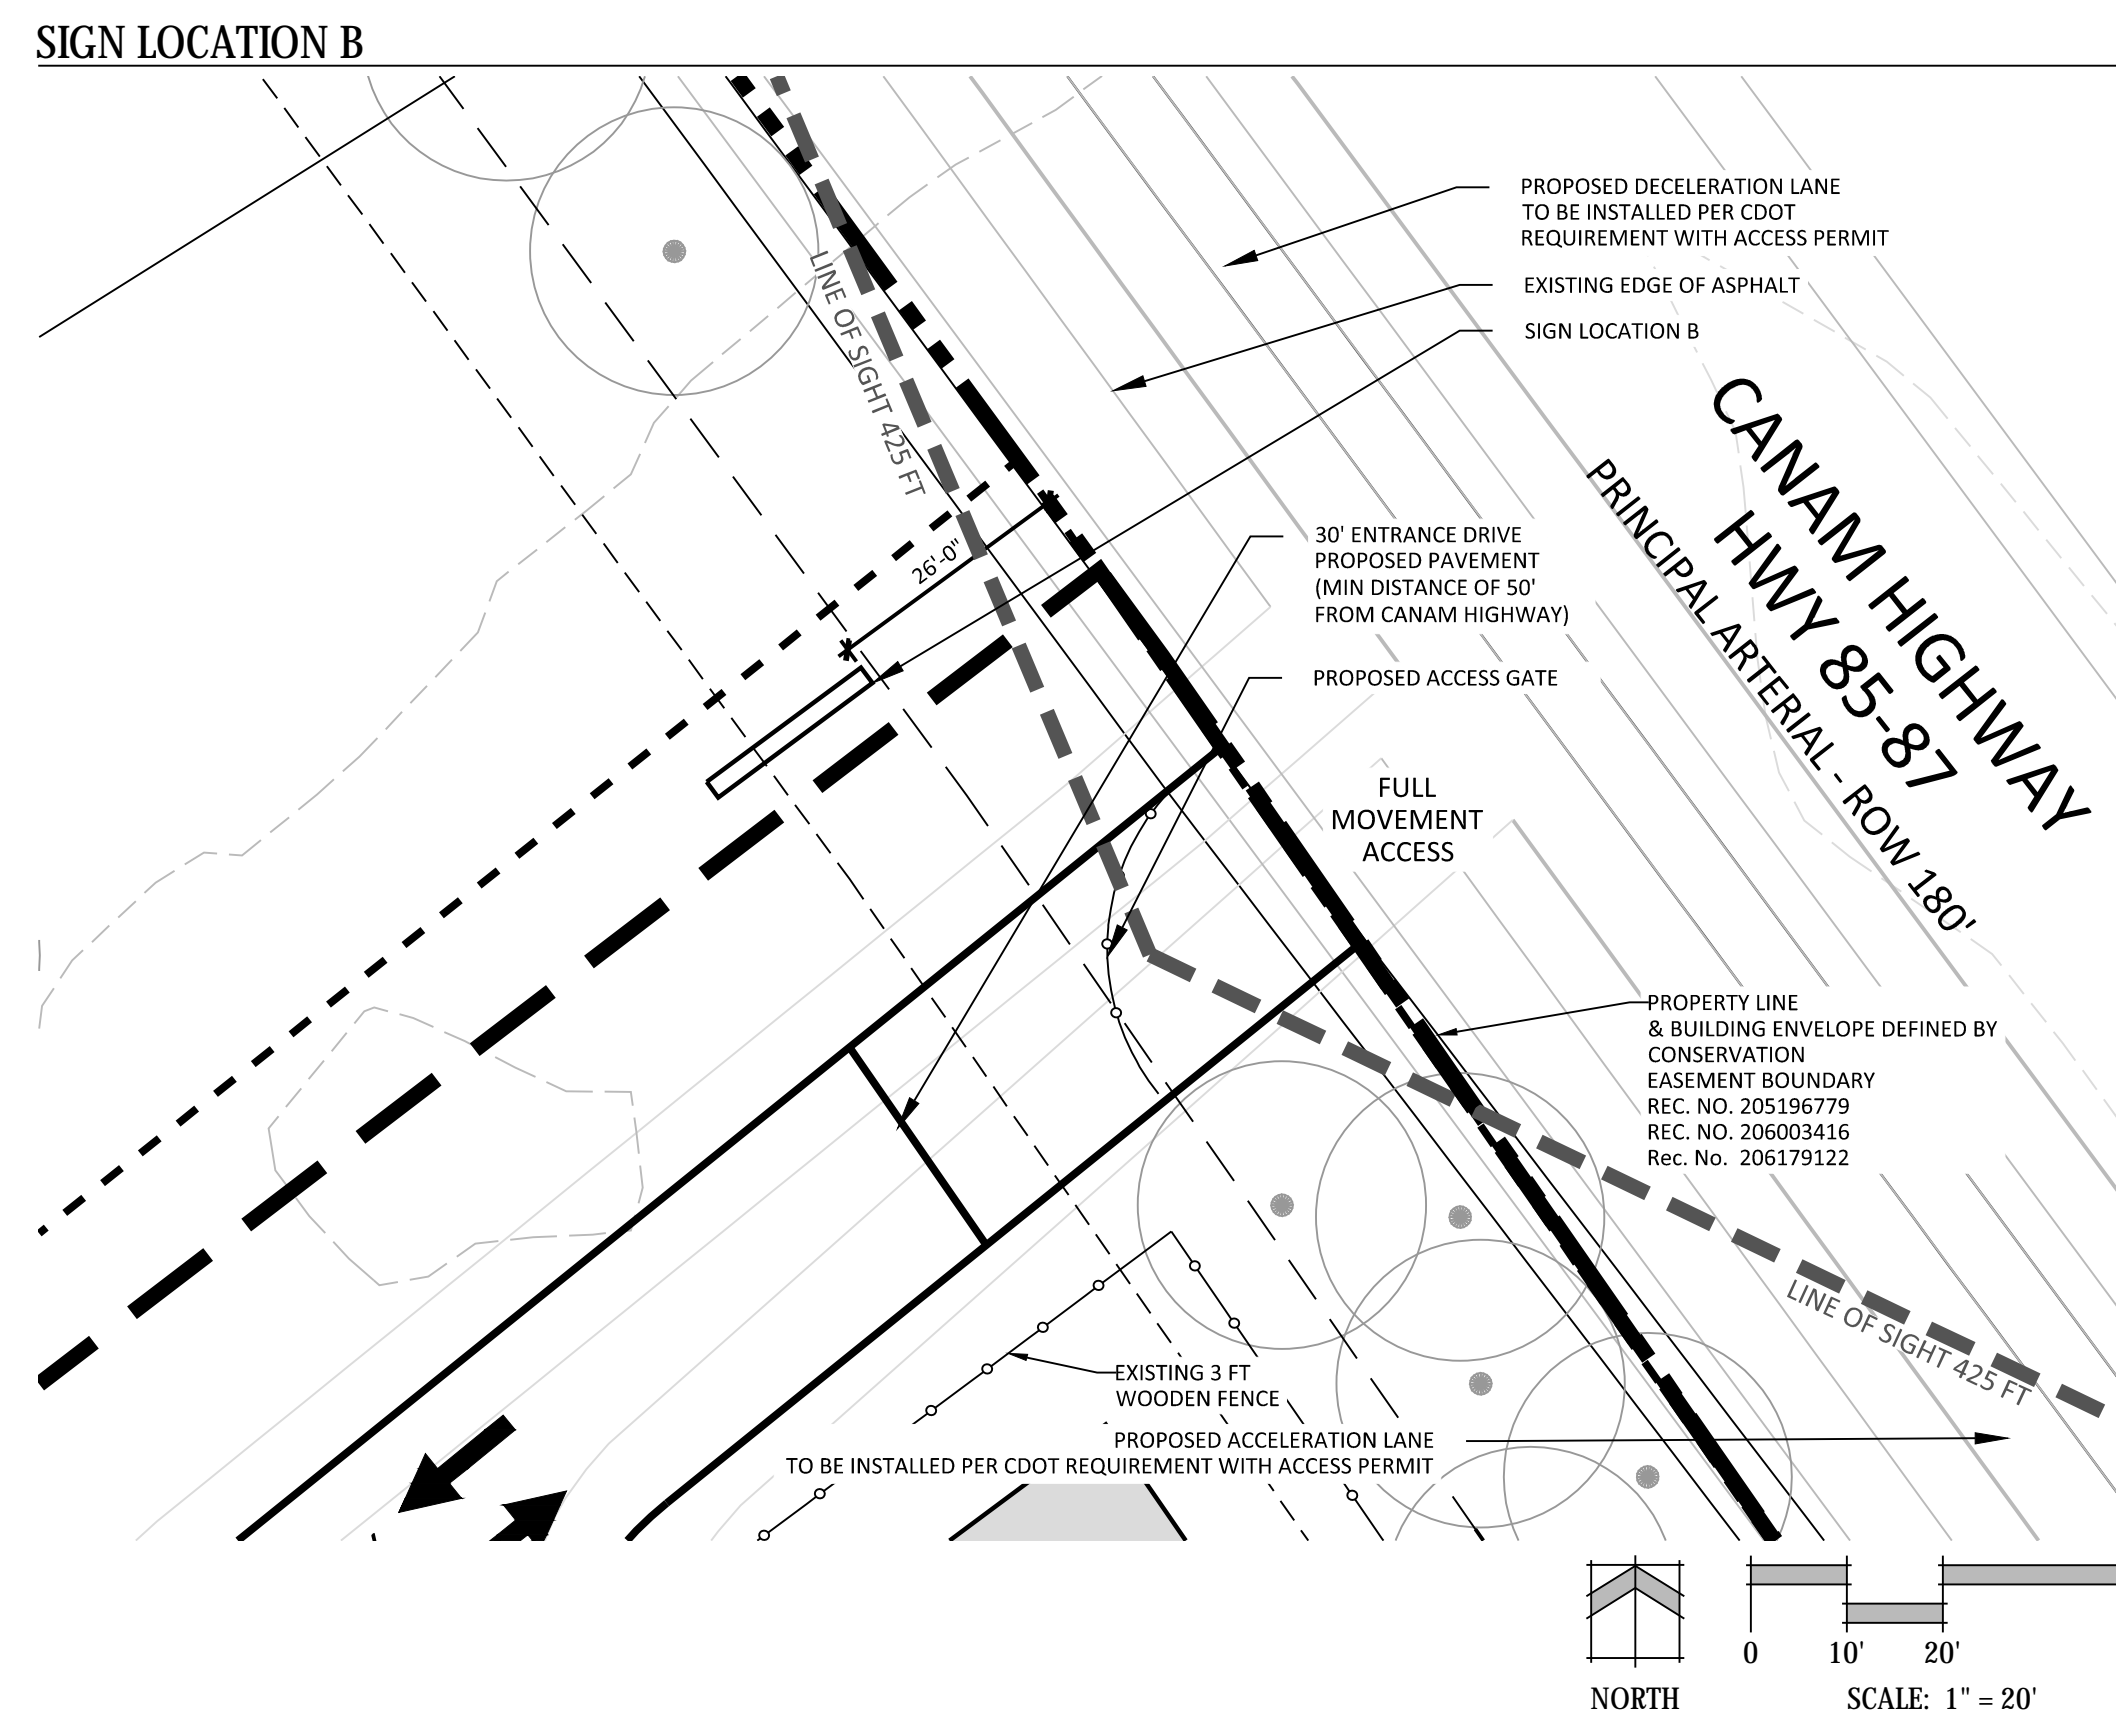 SIGN LOCATION B
PROPOSED DECELERATION LANE
TO BE INSTALLED PER CDOT
REQUIREMENT WITH ACCESS PERMIT
EXISTING EDGE OF ASPHALT
SIGN LOCATION B
LINE OF SIGHT 425 FT
CANAM HIGHWAY
HWY 85-87
PRINCIPAL ARTERIAL - ROW 180'
26'-0"
30' ENTRANCE DRIVE
PROPOSED PAVEMENT
(MIN DISTANCE OF 50'
FROM CANAM HIGHWAY)
PROPOSED ACCESS GATE
FULL
MOVEMENT
ACCESS
PROPERTY LINE
& BUILDING ENVELOPE DEFINED BY
CONSERVATION
EASEMENT BOUNDARY
REC. NO. 205196779
REC. NO. 206003416
Rec. No. 206179122
LINE OF SIGHT 425 FT
EXISTING 3 FT
WOODEN FENCE
PROPOSED ACCELERATION LANE
TO BE INSTALLED PER CDOT REQUIREMENT WITH ACCESS PERMIT
0 10' 20'
NORTH
SCALE: 1" = 20'